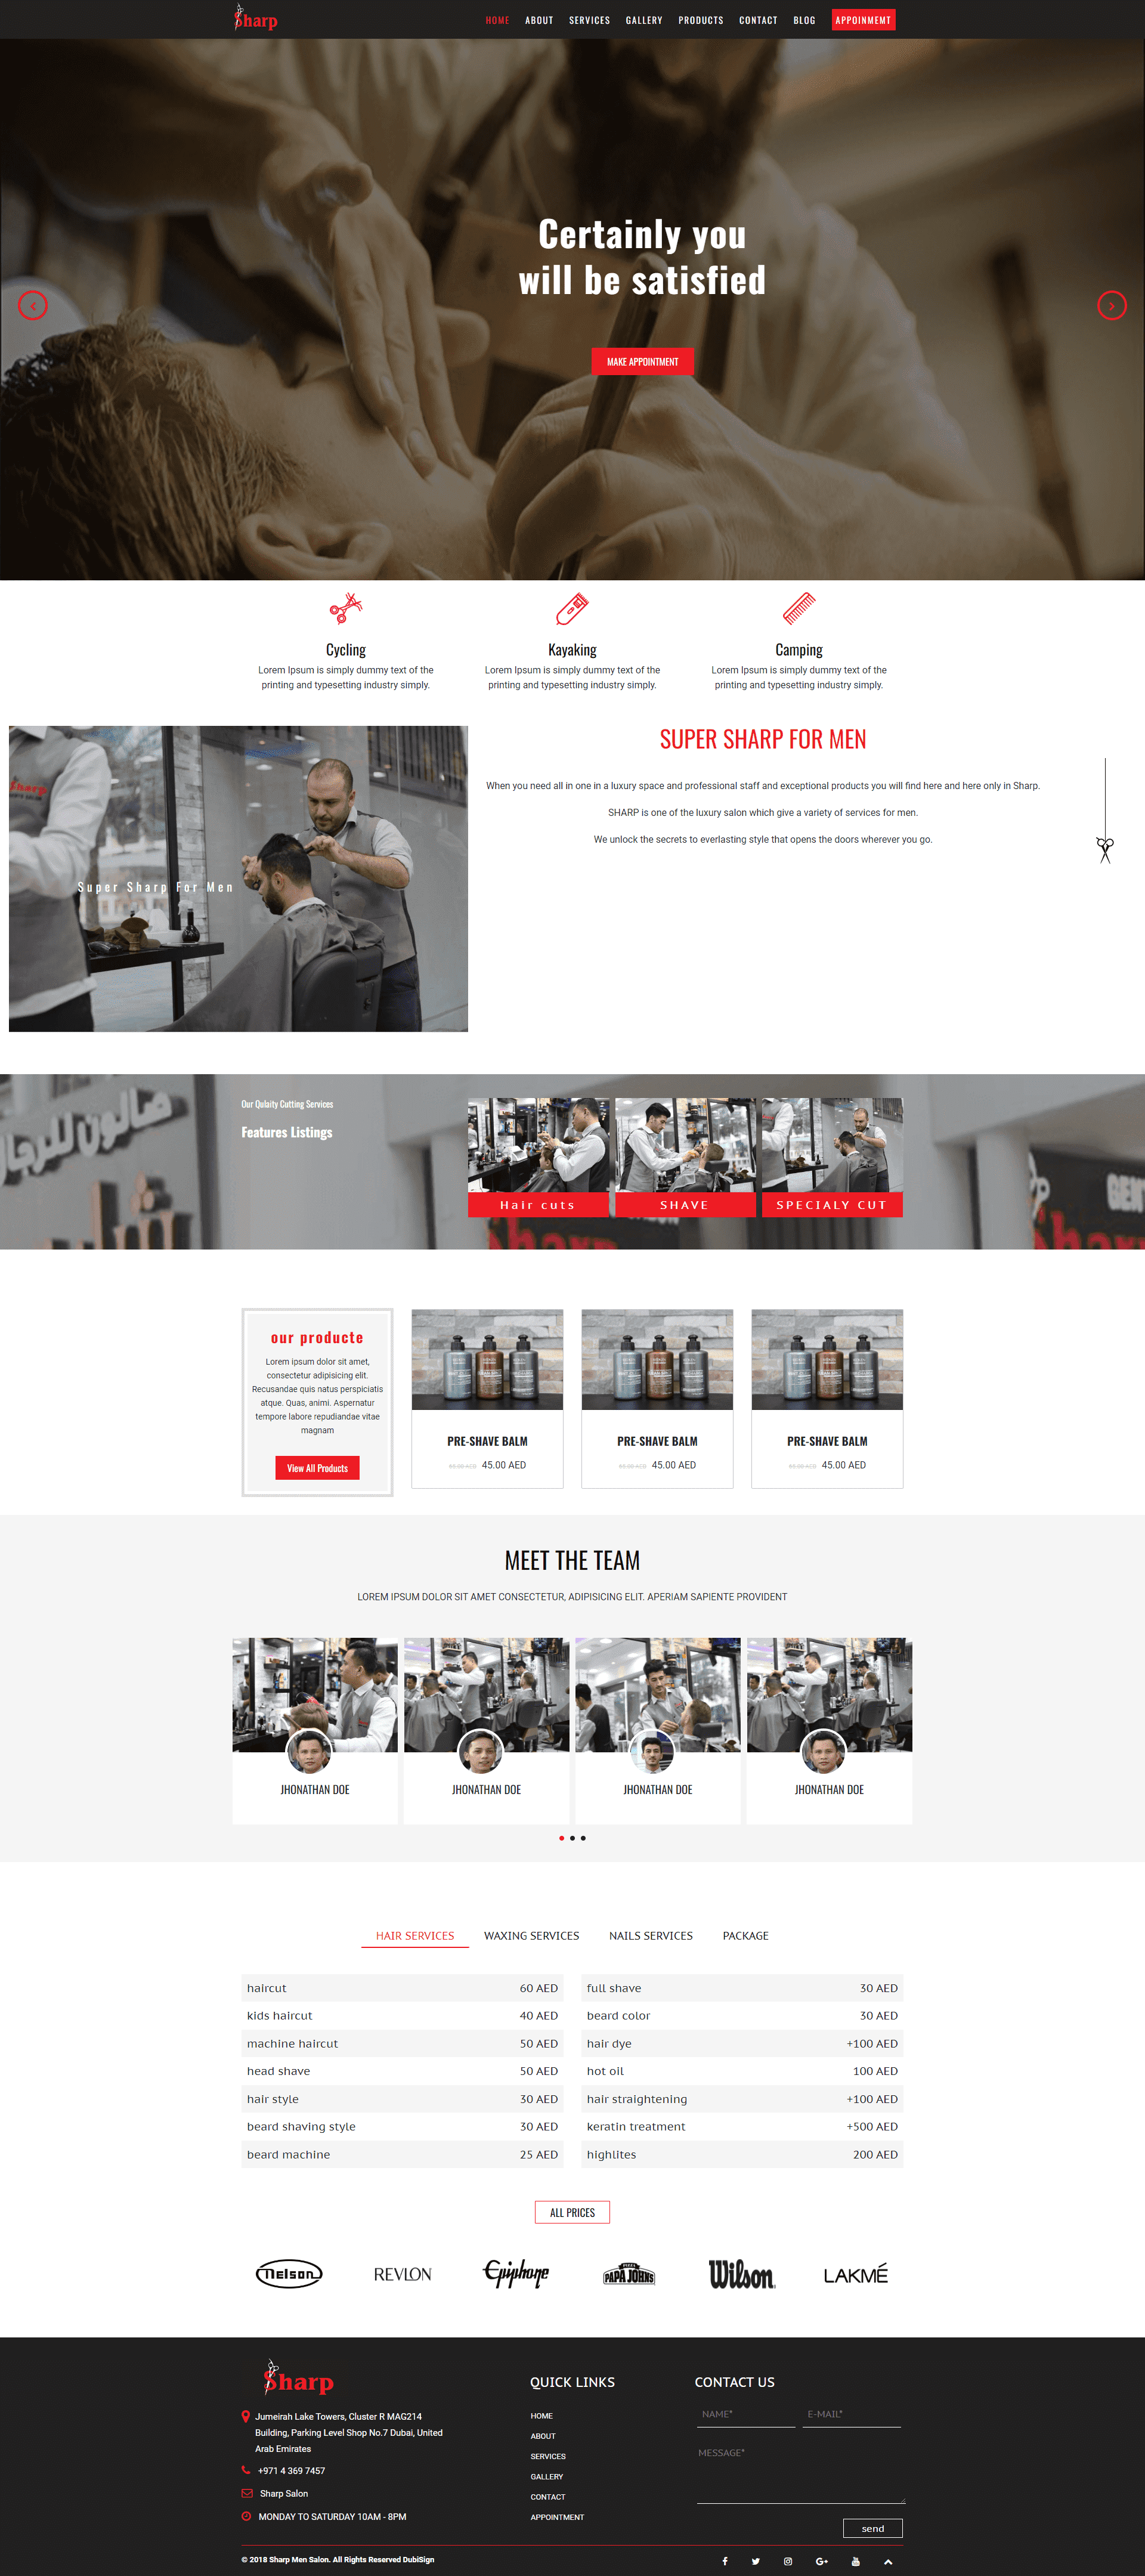 Sharp
HOME ABOUT SERVICES GALLERY PRODUCTS CONTACT BLOG APPOINMEMT
Certainly you
will be satisfied
MAKE APPOINTMENT
Cycling
Lorem Ipsum is simply dummy text of the
printing and typesetting industry simply.
Kayaking
Lorem Ipsum is simply dummy text of the
printing and typesetting industry simply.
Camping
Lorem Ipsum is simply dummy text of the
printing and typesetting industry simply.
Sharp
Super Sharp For Men
SUPER SHARP FOR MEN
When you need all in one in a luxury space and professional staff and exceptional products you will find here and here only in Sharp.
SHARP is one of the luxury salon which give a variety of services for men.
We unlock the secrets to everlasting style that opens the doors wherever you go.
Our Qulaity Cutting Services
Features Listings
Hair cuts
SHAVE
SPECIALY CUT
our producte
Lorem ipsum dolor sit amet,
consectetur adipisicing elit.
Recusandae quis natus perspiciatis
atque. Quas, animi. Aspernatur
tempore labore repudiandae vitae
magnam
View All Products
PRE-SHAVE BALM
45.00 AED
PRE-SHAVE BALM
45.00 AED
PRE-SHAVE BALM
45.00 AED
MEET THE TEAM
LOREM IPSUM DOLOR SIT AMET CONSECTETUR, ADIPISICING ELIT. APERIAM SAPIENTE PROVIDENT
JHONATHAN DOE
JHONATHAN DOE
JHONATHAN DOE
JHONATHAN DOE
HAIR SERVICES WAXING SERVICES NAILS SERVICES PACKAGE
haircut 60 AED
kids haircut 40 AED
machine haircut 50 AED
head shave 50 AED
hair style 30 AED
beard shaving style 30 AED
beard machine 25 AED
full shave 30 AED
beard color 30 AED
hair dye +100 AED
hot oil 100 AED
hair straightening +100 AED
keratin treatment +500 AED
highlites 200 AED
ALL PRICES
Nelson REVLON Epiphone PAPA JOHNS Wilson LAKMÉ
Sharp
Jumeirah Lake Towers, Cluster R MAG214
Building, Parking Level Shop No.7 Dubai, United
Arab Emirates
+971 4 369 7457
Sharp Salon
MONDAY TO SATURDAY 10AM - 8PM
QUICK LINKS
HOME
ABOUT
SERVICES
GALLERY
CONTACT
APPOINTMENT
CONTACT US
NAME* E-MAIL*
MESSAGE*
send
© 2018 Sharp Men Salon. All Rights Reserved DubiSign